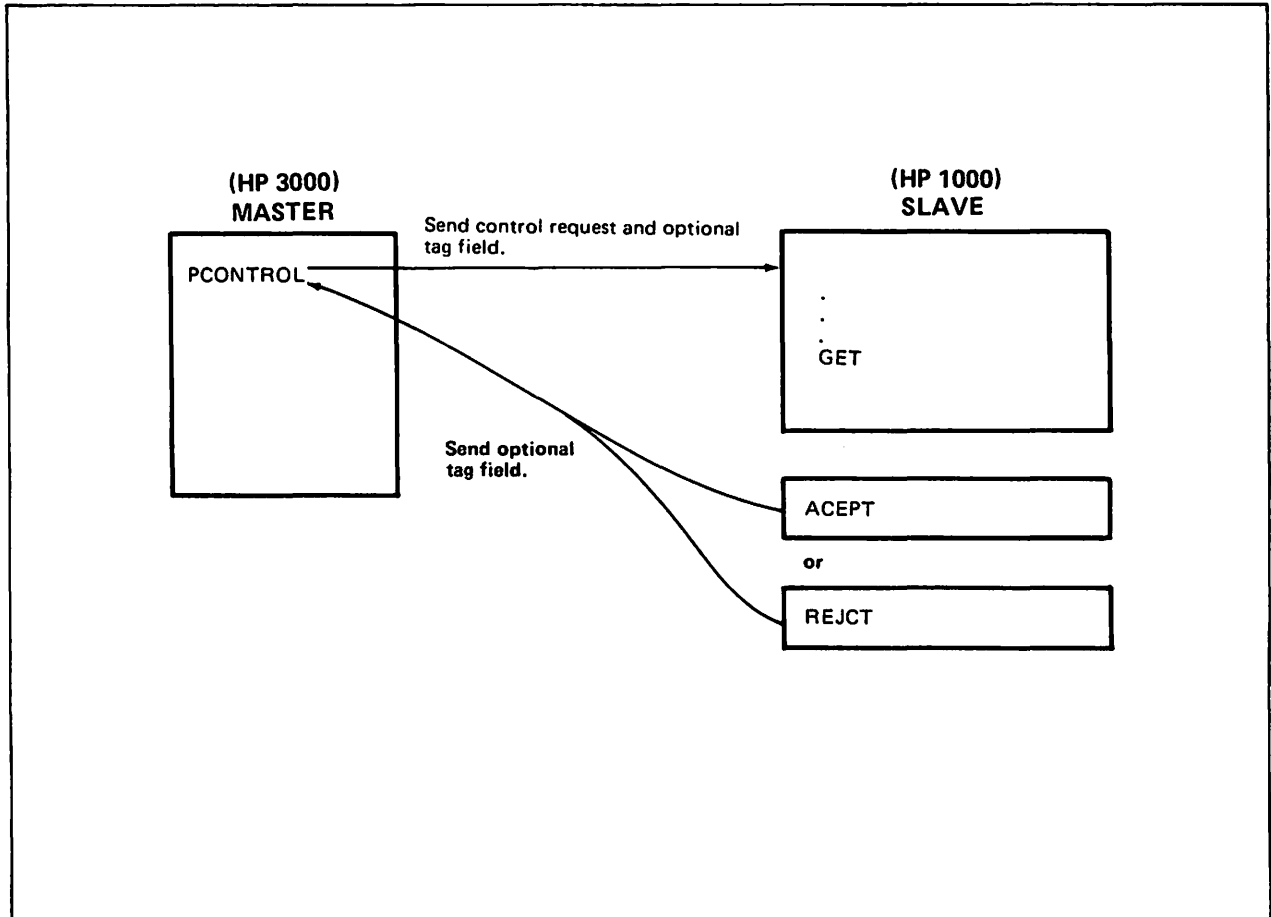 (HP 3000)
MASTER
(HP 1000)
SLAVE
Send control request and optional
tag field.
PCONTROL
.
.
.
GET
Send optional
tag field.
ACEPT
or
REJCT